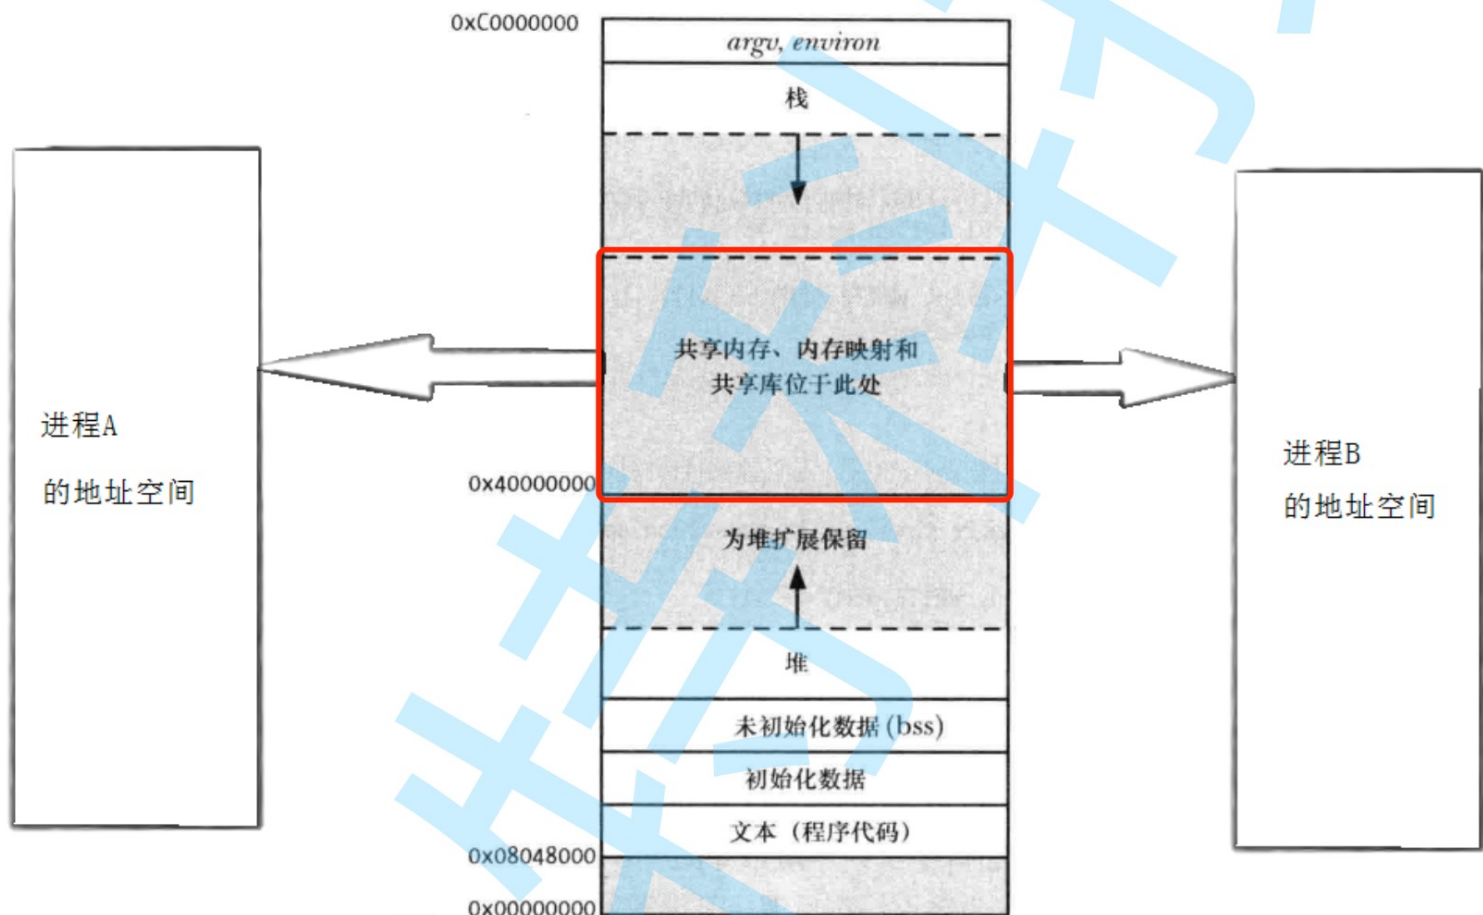 0xC0000000
argv, environ
栈
共享内存、内存映射和
共享库位于此处
进程A
的地址空间
进程B
的地址空间
0x40000000
为堆扩展保留
堆
未初始化数据 (bss)
初始化数据
文本（程序代码）
0x08048000
0x00000000